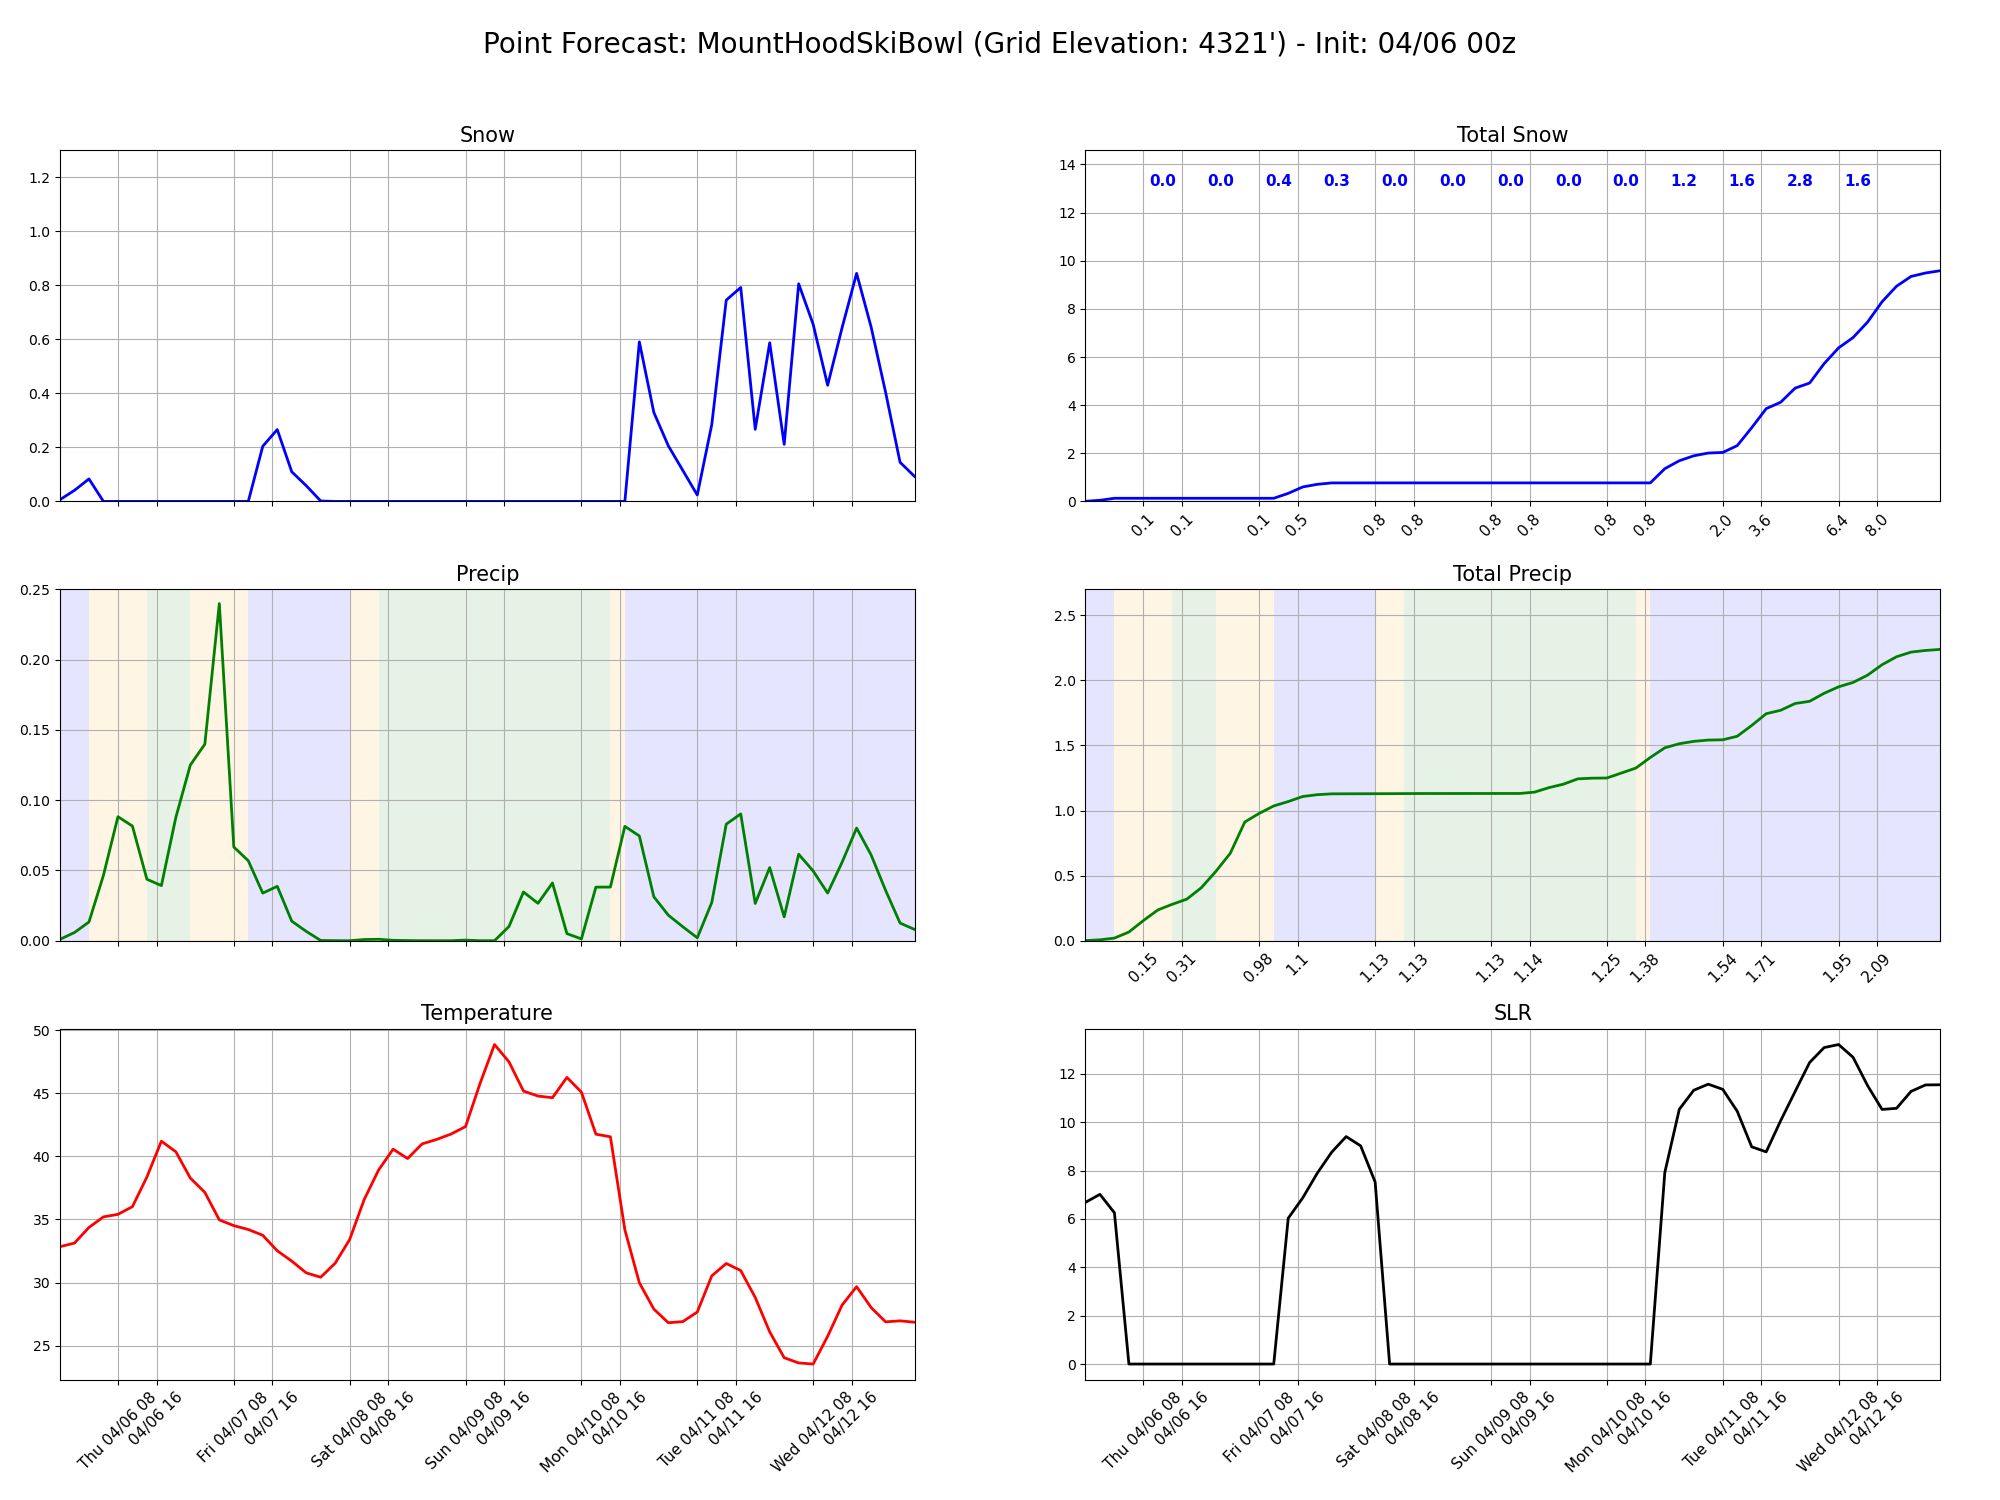 Point Forecast: MountHoodSkiBowl (Grid Elevation: 4321') - Init: 04/06 00z
Snow
1.2
1.0
0.8
0.6
0.4
0.2
0.0
Total Snow
14
12
10
8
6
4
2
0
0.0 0.0 0.4 0.3 0.0 0.0 0.0 0.0 0.0 1.2 1.6 2.8 1.6
0.1 0.1 0.1 0.5 0.8 0.8 0.8 0.8 0.8 0.8 2.0 3.6 6.4 8.0
Precip
0.25
0.20
0.15
0.10
0.05
0.00
Total Precip
2.5
2.0
1.5
1.0
0.5
0.0
0.15 0.31 0.98 1.1 1.13 1.13 1.13 1.14 1.25 1.38 1.54 1.71 1.95 2.09
Temperature
50
45
40
35
30
25
Thu 04/06 08
04/06 16
Fri 04/07 08
04/07 16
Sat 04/08 08
04/08 16
Sun 04/09 08
04/09 16
Mon 04/10 08
04/10 16
Tue 04/11 08
04/11 16
Wed 04/12 08
04/12 16
SLR
12
10
8
6
4
2
0
Thu 04/06 08
04/06 16
Fri 04/07 08
04/07 16
Sat 04/08 08
04/08 16
Sun 04/09 08
04/09 16
Mon 04/10 08
04/10 16
Tue 04/11 08
04/11 16
Wed 04/12 08
04/12 16